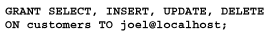 GRANT SELECT, INSERT, UPDATE, DELETE
ON customers TO joel@localhost;